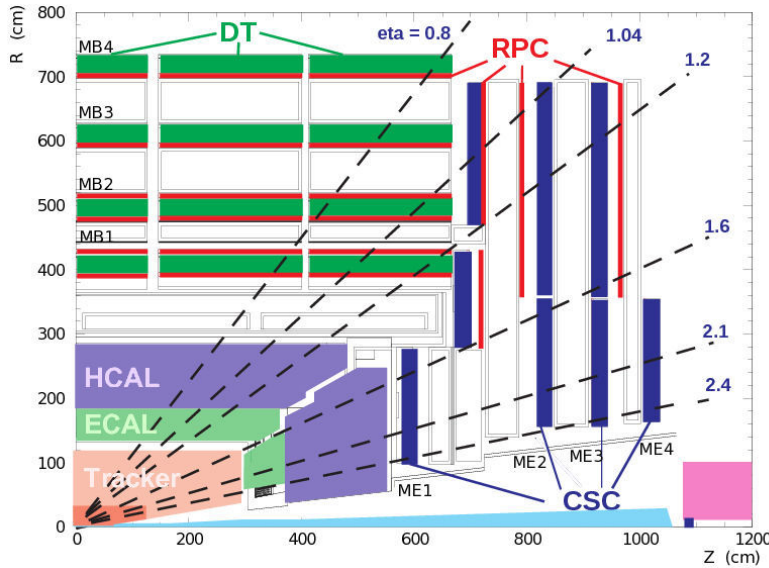 R (cm)
800
700
600
500
400
300
200
100
0
MB4
DT
eta = 0.8
RPC
1.04
1.2
MB3
MB2
MB1
1.6
2.1
2.4
HCAL
ECAL
Tracker
ME1
ME2
ME3
ME4
CSC
0
200
400
600
800
1000
1200
Z (cm)